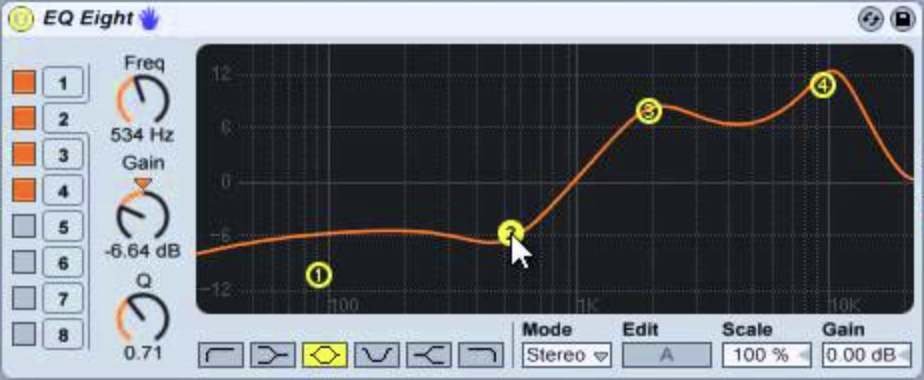 EQ Eight
1
2
3
4
5
6
7
8
Freq
534 Hz
Gain
-6.64 dB
Q
0.71
12
6
0
-6
-12
100
1K
10K
1
2
3
4
Mode
Stereo
Edit
A
Scale
100 %
Gain
0.00 dB